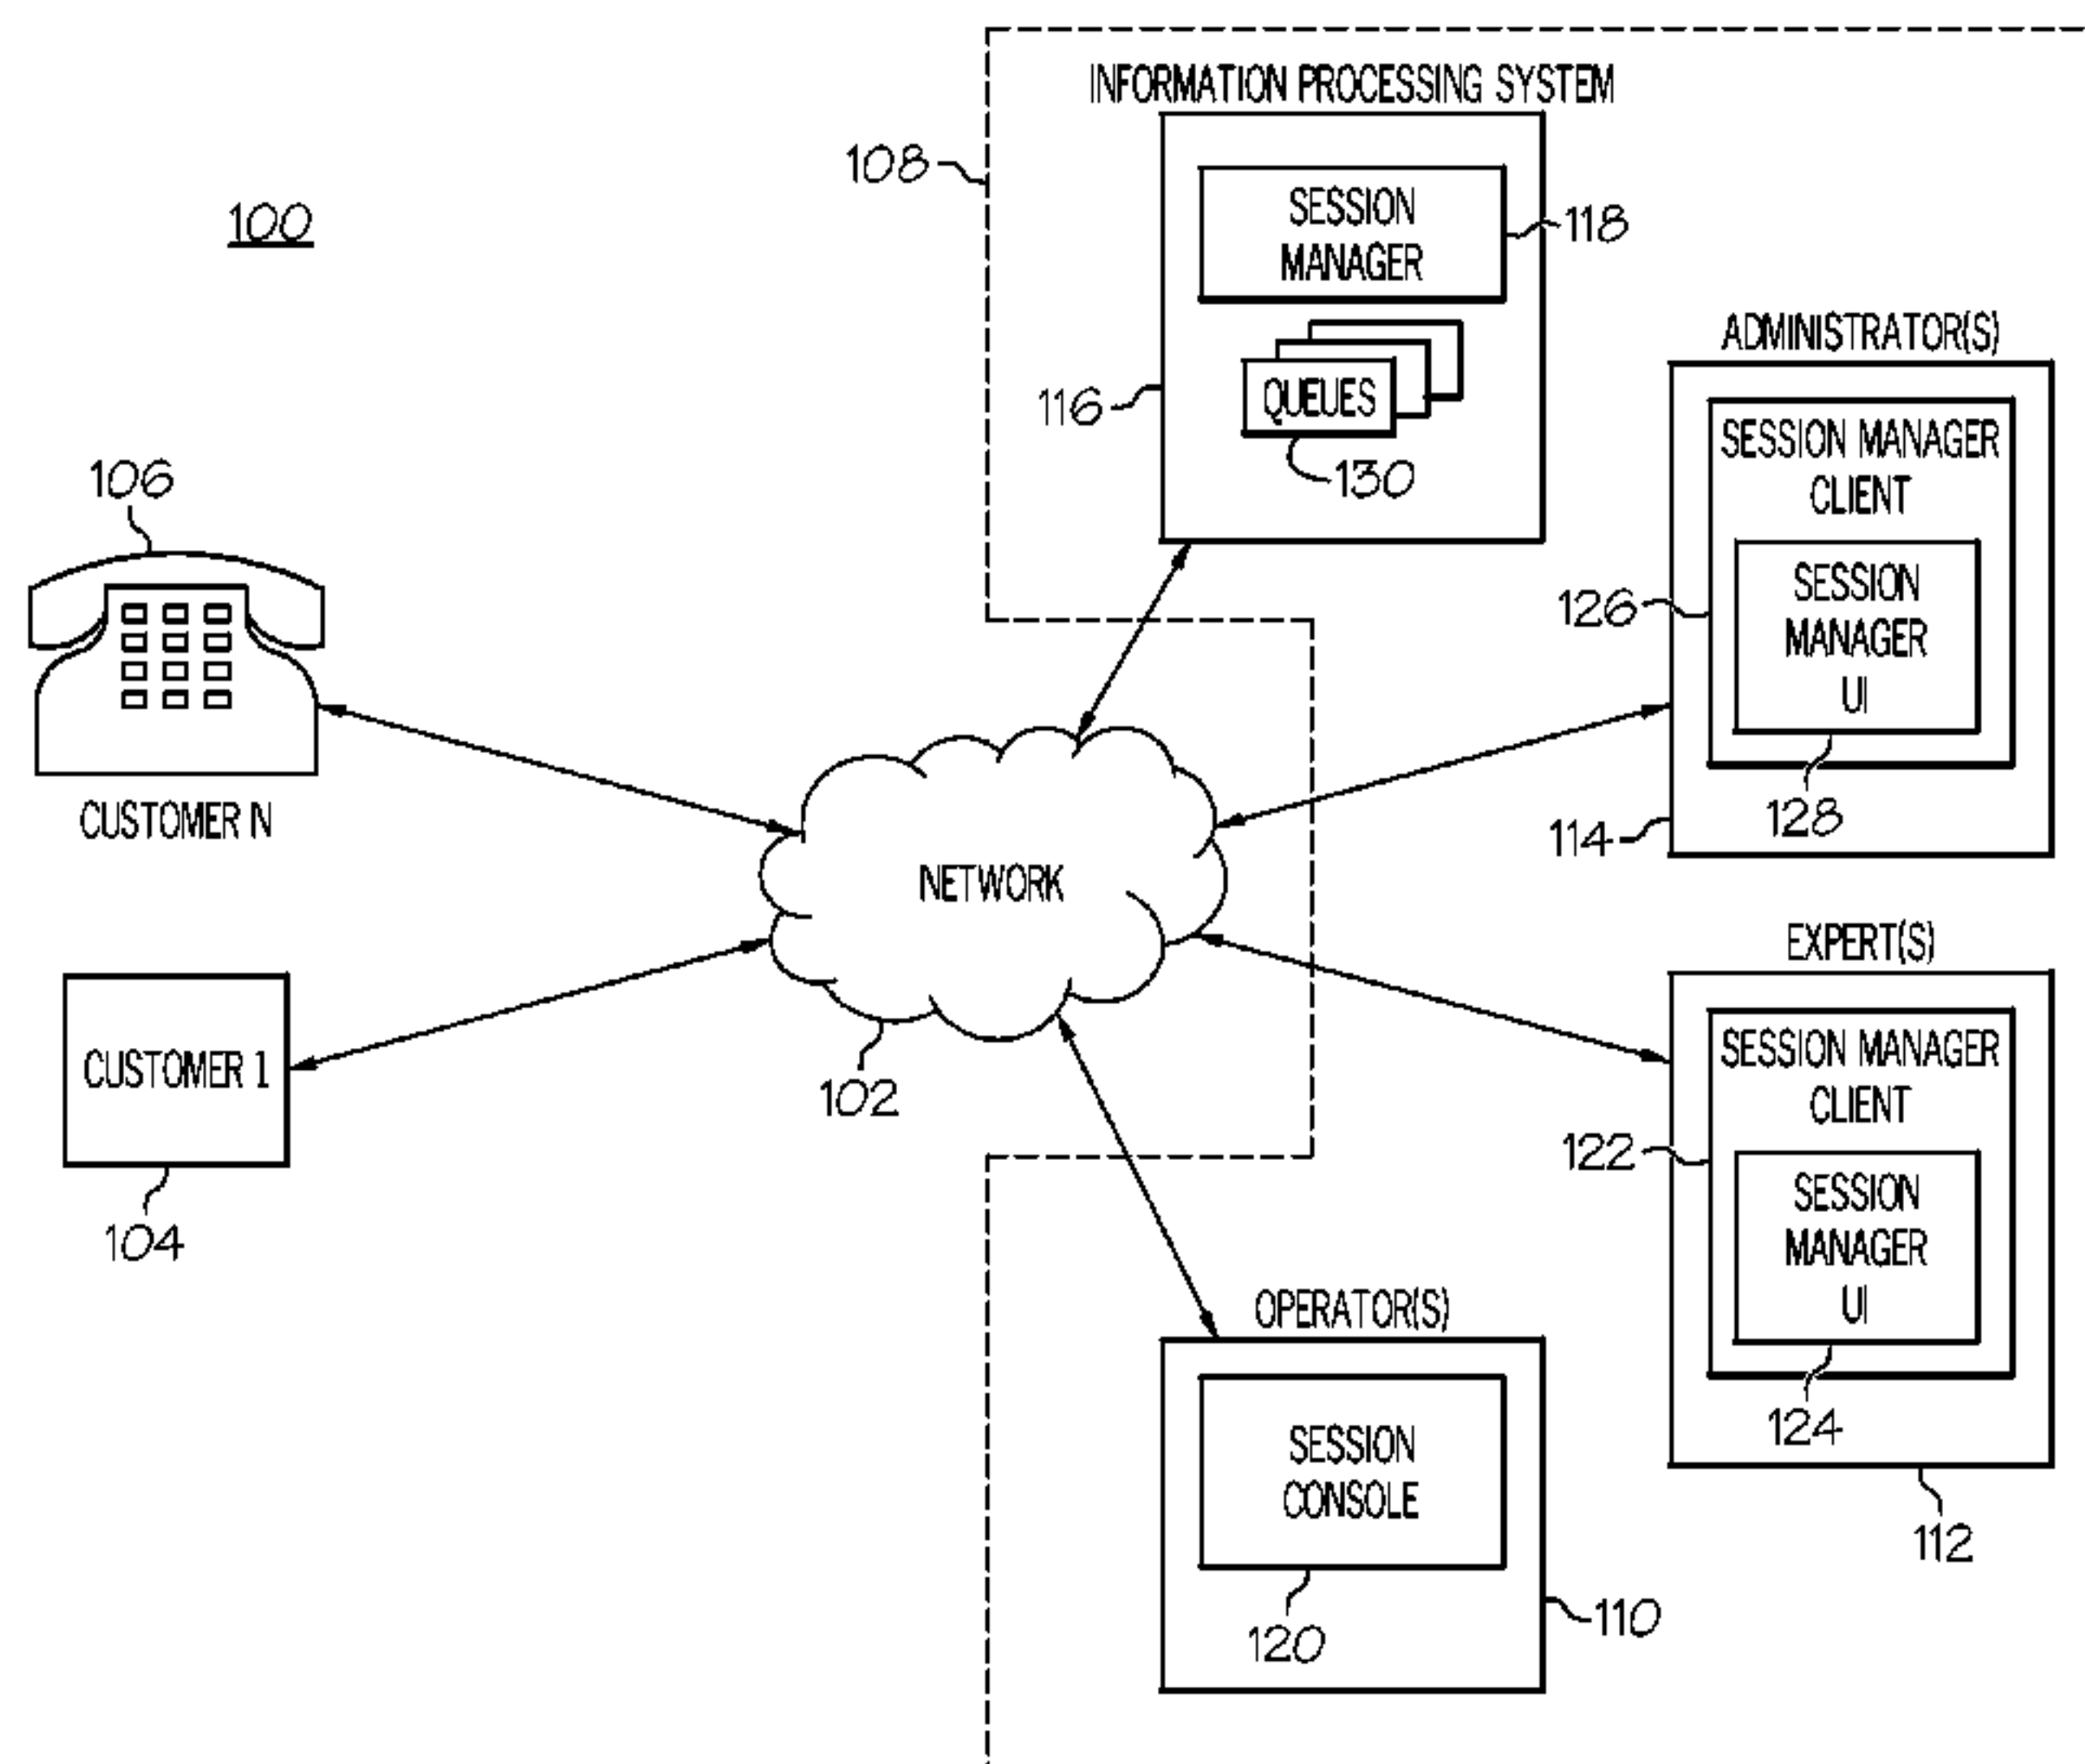 100
INFORMATION PROCESSING SYSTEM
108
SESSION
MANAGER
118
116
QUEUES
130
ADMINISTRATOR(S)
SESSION MANAGER
CLIENT
126
SESSION
MANAGER
UI
128
114
106
CUSTOMER N
NETWORK
102
CUSTOMER 1
104
EXPERT(S)
SESSION MANAGER
CLIENT
122
SESSION
MANAGER
UI
124
112
OPERATOR(S)
SESSION
CONSOLE
120
110